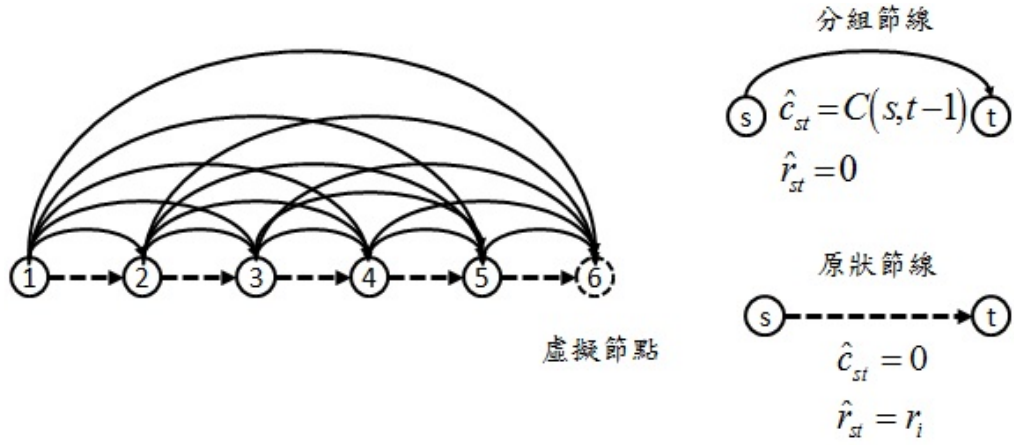 分組節線
s ĉ_st = C(s,t−1) t
r̂_st = 0
1 2 3 4 5 6
原狀節線
s t
虛擬節點
ĉ_st = 0
r̂_st = r_i